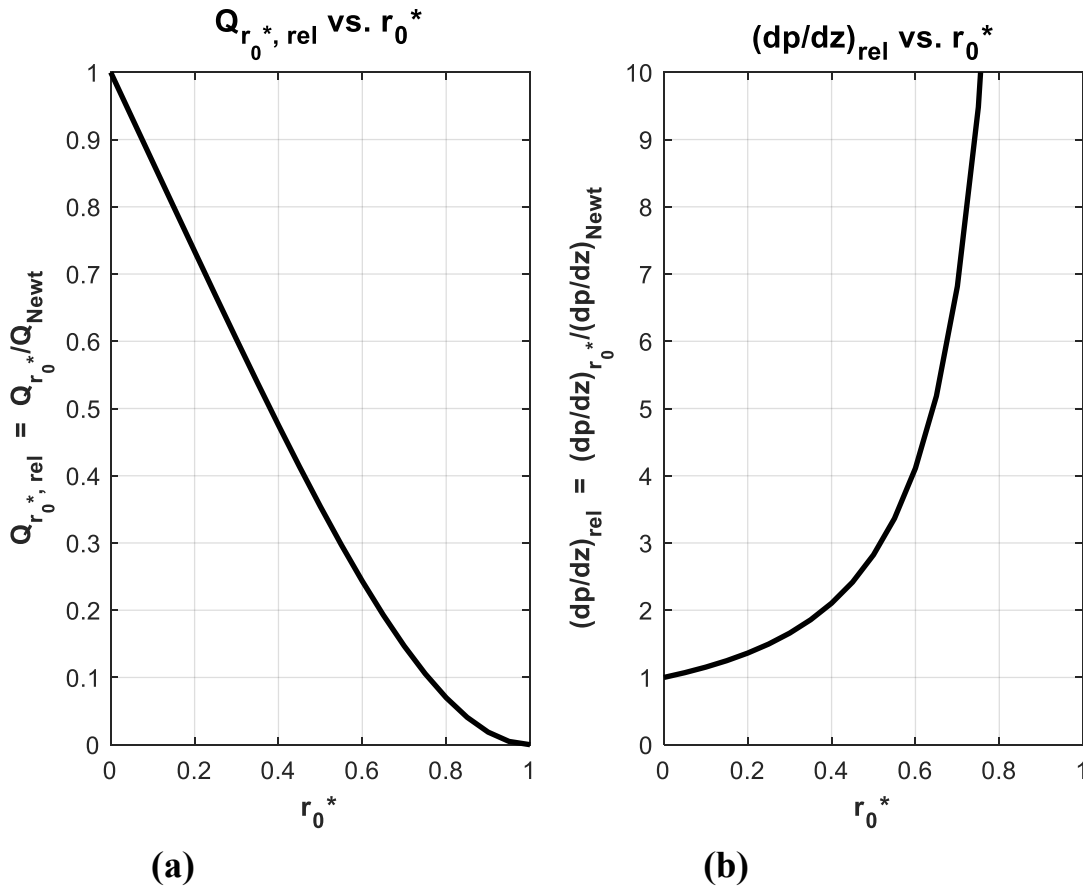 Q_{r_0*, rel} vs. r_0*
Q_{r_0*, rel} = Q_{r_0*}/Q_{Newt}
1
0.9
0.8
0.7
0.6
0.5
0.4
0.3
0.2
0.1
0
0 0.2 0.4 0.6 0.8 1
r_0*
(a)
(dp/dz)_{rel} vs. r_0*
(dp/dz)_{rel} = (dp/dz)_{r_0*}/(dp/dz)_{Newt}
10
9
8
7
6
5
4
3
2
1
0
0 0.2 0.4 0.6 0.8 1
r_0*
(b)